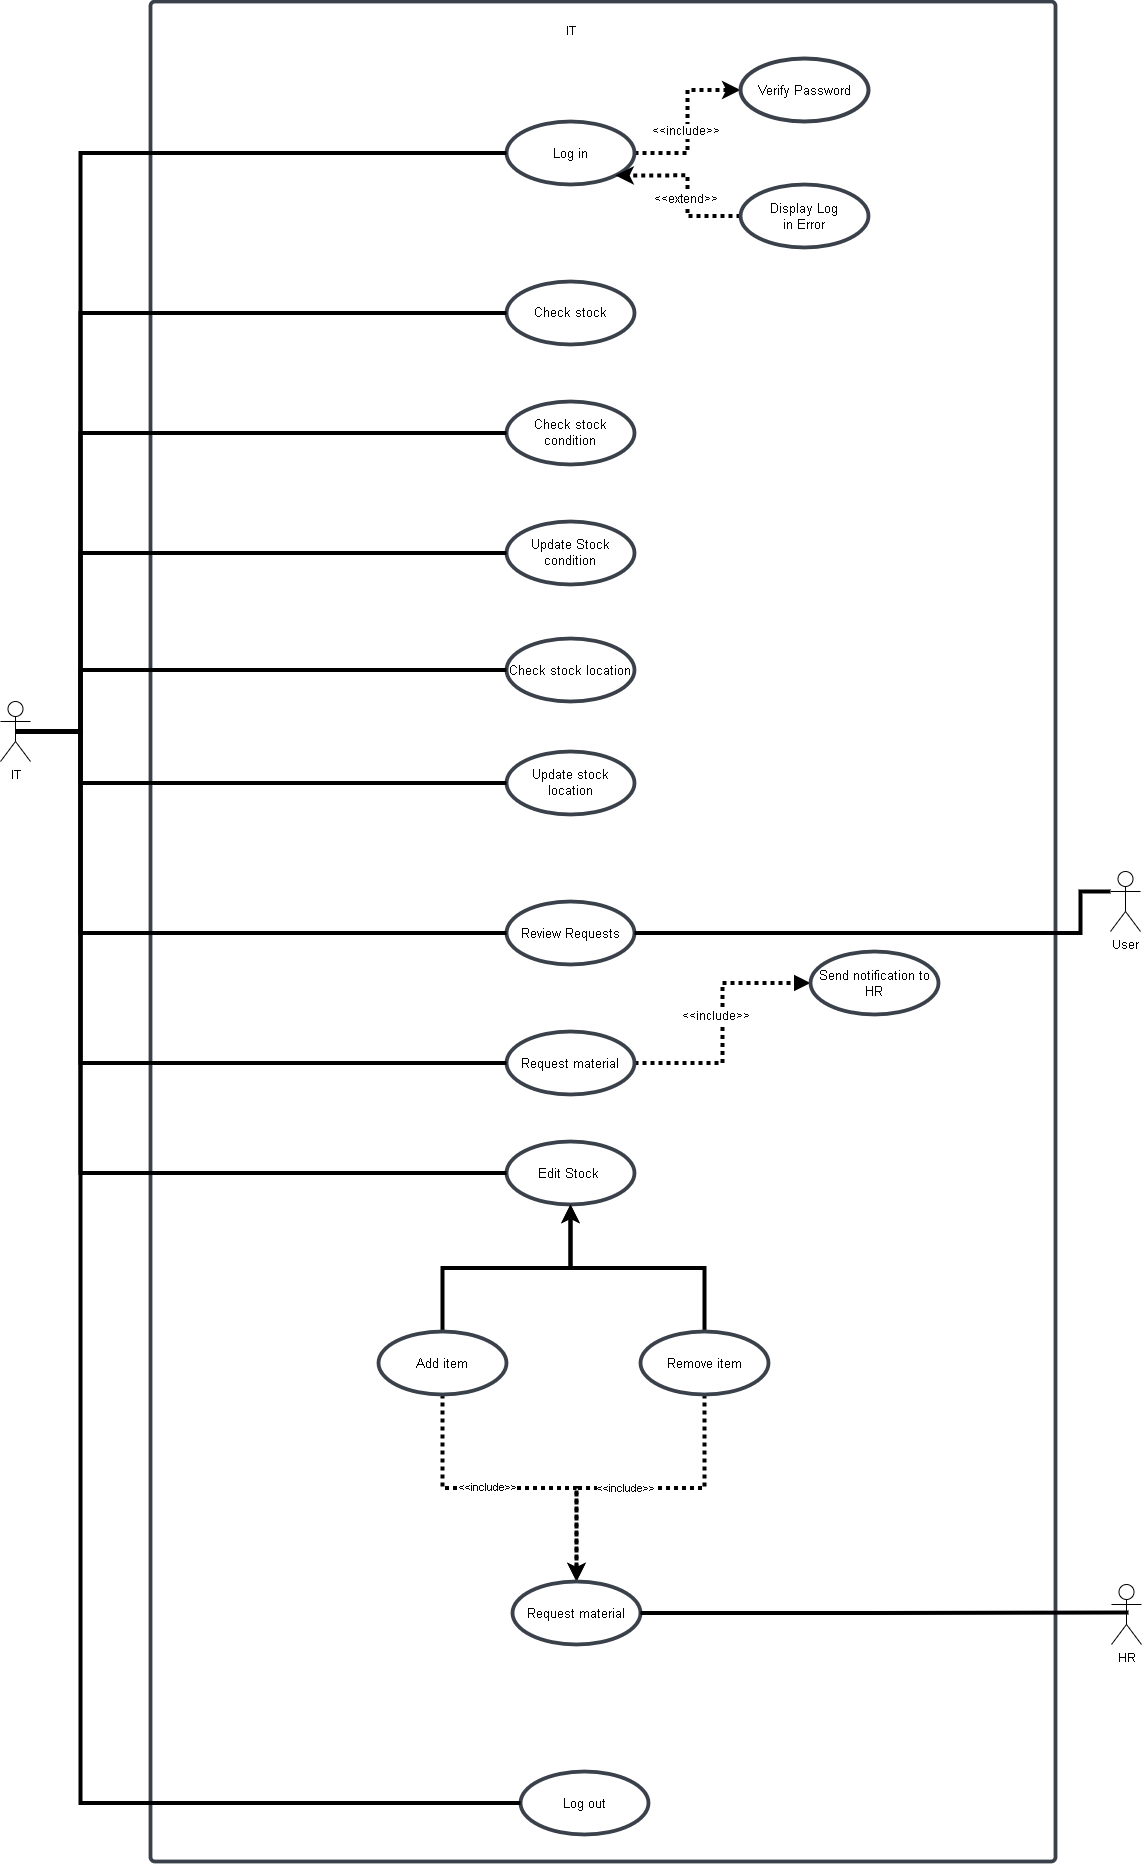 IT
Verify Password
<<include>>
Log in
<<extend>>
Display Log
in Error
Check stock
Check stock
condition
Update Stock
condition
Check stock location
IT
Update stock
location
Review Requests
User
Send notification to
HR
<<include>>
Request material
Edit Stock
Add item
Remove item
<<include>>
<<include>>
Request material
HR
Log out